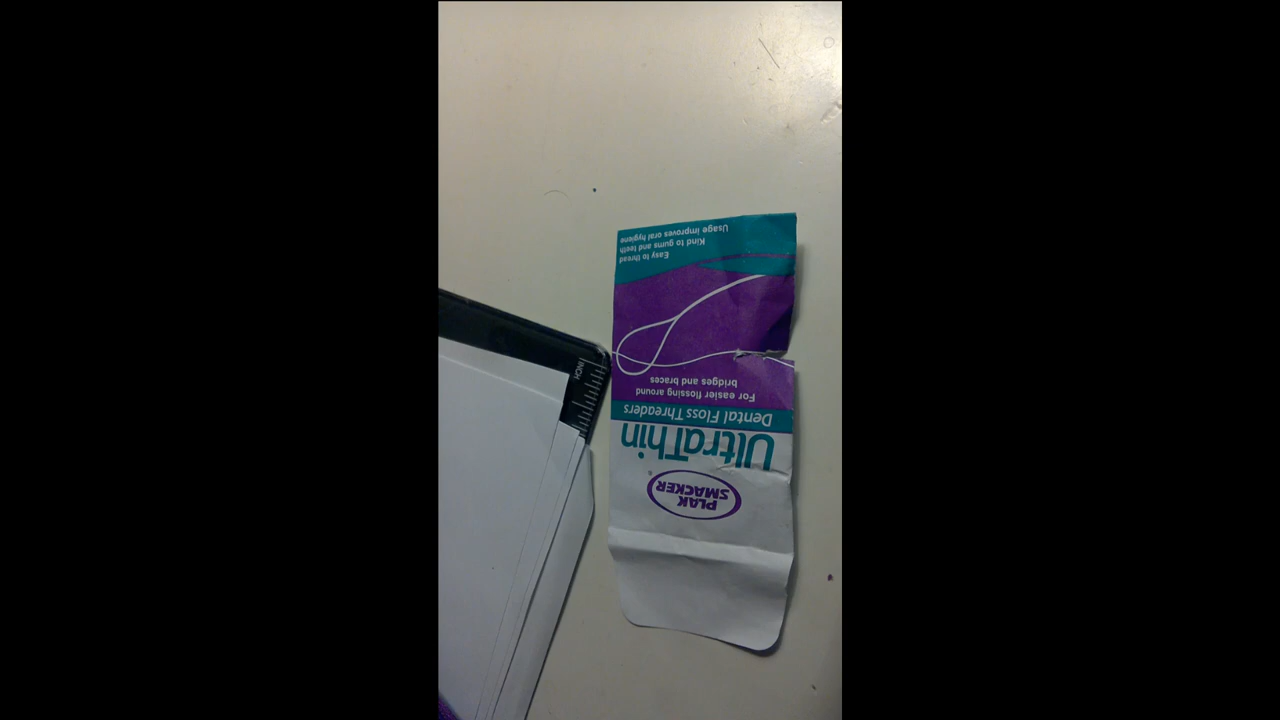 PLAK
SMACKER
®
UltraThin
Dental Floss Threaders
For easier flossing around
bridges and braces
Easy to thread
Kind to gums and teeth
Usage improves oral hygiene
INCH